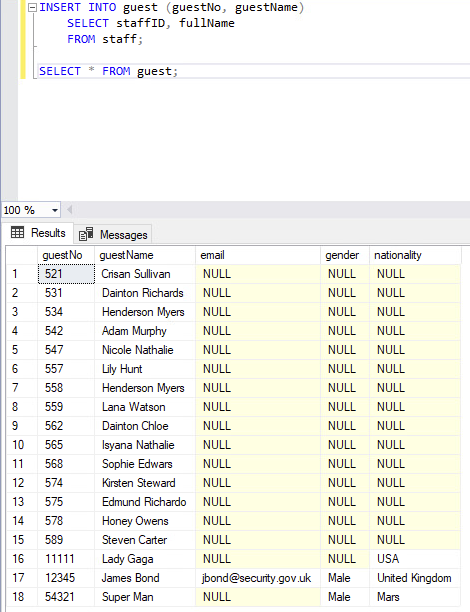 INSERT INTO guest (guestNo, guestName)
SELECT staffID, fullName
FROM staff;
SELECT * FROM guest;
100 %
Results Messages
guestNo guestName email gender nationality
1 521 Crisan Sullivan NULL NULL NULL
2 531 Dainton Richards NULL NULL NULL
3 534 Henderson Myers NULL NULL NULL
4 542 Adam Murphy NULL NULL NULL
5 547 Nicole Nathalie NULL NULL NULL
6 557 Lily Hunt NULL NULL NULL
7 558 Henderson Myers NULL NULL NULL
8 559 Lana Watson NULL NULL NULL
9 562 Dainton Chloe NULL NULL NULL
10 565 Isyana Nathalie NULL NULL NULL
11 568 Sophie Edwars NULL NULL NULL
12 574 Kirsten Steward NULL NULL NULL
13 575 Edmund Richardo NULL NULL NULL
14 578 Honey Owens NULL NULL NULL
15 589 Steven Carter NULL NULL NULL
16 11111 Lady Gaga NULL NULL USA
17 12345 James Bond jbond@security.gov.uk Male United Kingdom
18 54321 Super Man NULL Male Mars